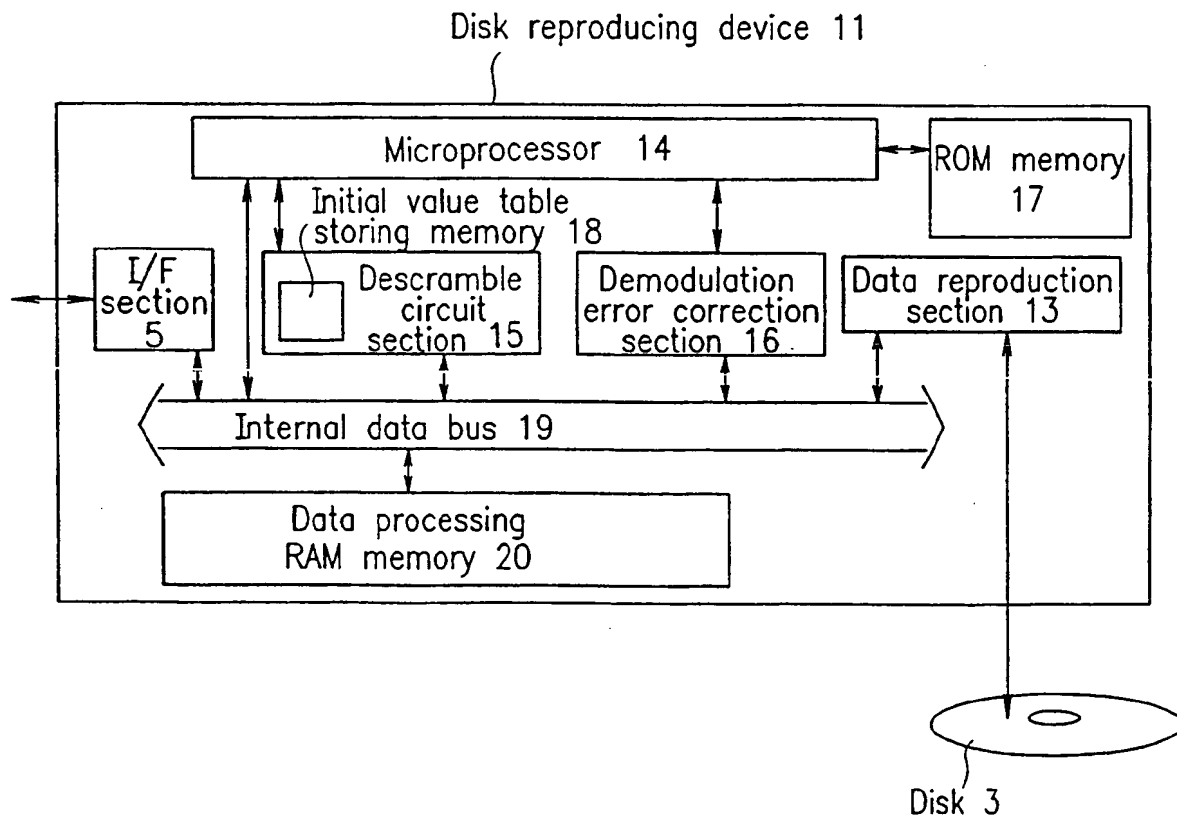 Disk reproducing device 11
Microprocessor 14
ROM memory
17
Initial value table
storing memory 18
I/F
section
5
Descramble
circuit
section 15
Demodulation
error correction
section 16
Data reproduction
section 13
Internal data bus 19
Data processing
RAM memory 20
Disk 3